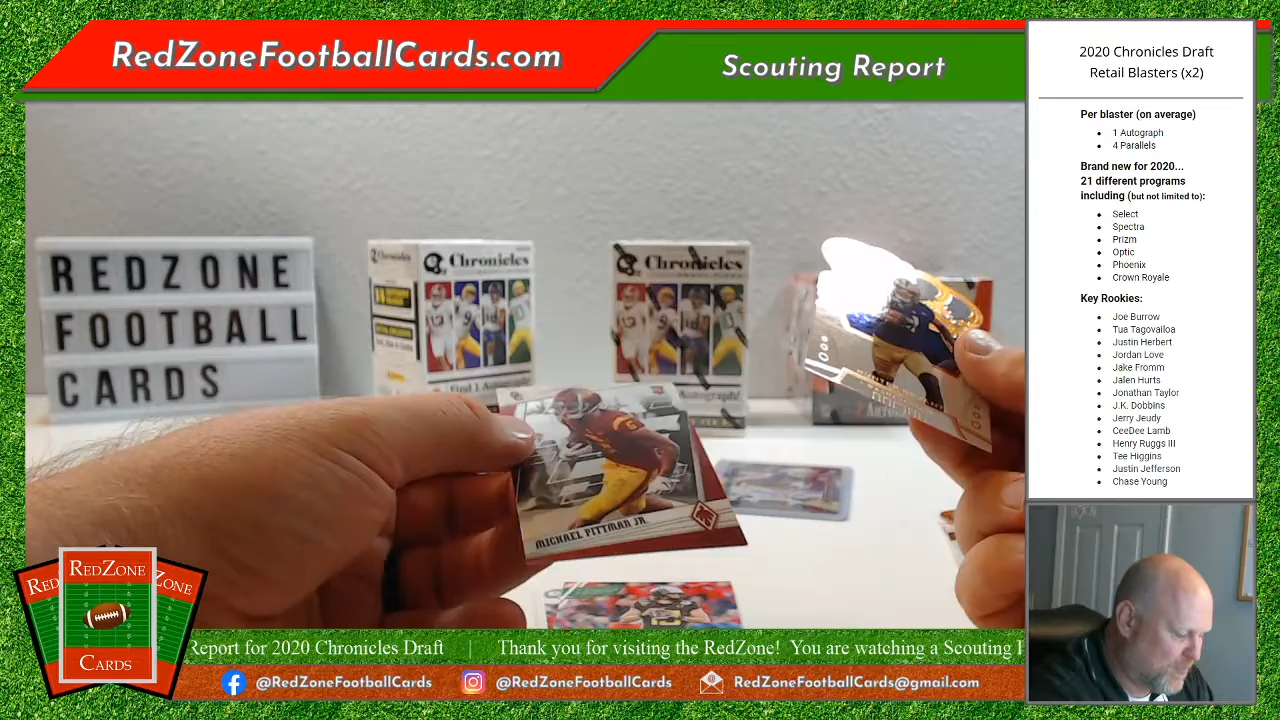 RedZoneFootballCards.com
Scouting Report
2020 Chronicles Draft
Retail Blasters (x2)
Per blaster (on average)
1 Autograph
4 Parallels
Brand new for 2020...
21 different programs
including (but not limited to):
Select
Spectra
Prizm
Optic
Phoenix
Crown Royale
Key Rookies:
Joe Burrow
Tua Tagovailoa
Justin Herbert
Jordan Love
Jake Fromm
Jalen Hurts
Jonathan Taylor
J.K. Dobbins
Jerry Jeudy
CeeDee Lamb
Henry Ruggs III
Tee Higgins
Justin Jefferson
Chase Young
REDZONE
FOOTBALL
CARDS
Chronicles
Chronicles
Chronicles
MICHAEL PITTMAN JR.
RED
REDZONE
ZONE
CARDS
Report for 2020 Chronicles Draft | Thank you for visiting the RedZone! You are watching a Scouting
@RedZoneFootballCards
@RedZoneFootballCards
RedZoneFootballCards@gmail.com